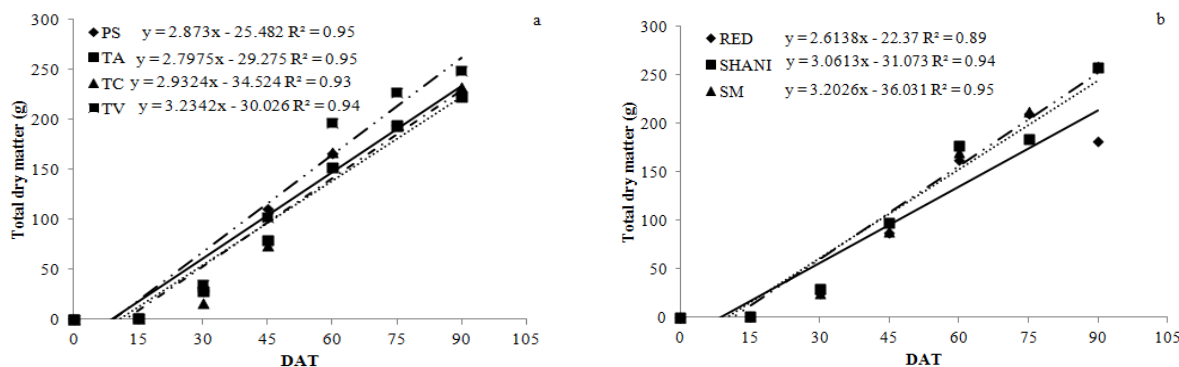 a
PS y = 2.873x - 25.482 R² = 0.95
TA y = 2.7975x - 29.275 R² = 0.95
TC y = 2.9324x - 34.524 R² = 0.93
TV y = 3.2342x - 30.026 R² = 0.94
Total dry matter (g)
300
250
200
150
100
50
0
0 15 30 45 60 75 90 105
DAT
b
RED y = 2.6138x - 22.37 R² = 0.89
SHANI y = 3.0613x - 31.073 R² = 0.94
SM y = 3.2026x - 36.031 R² = 0.95
Total dry matter (g)
300
250
200
150
100
50
0
0 15 30 45 60 75 90 105
DAT